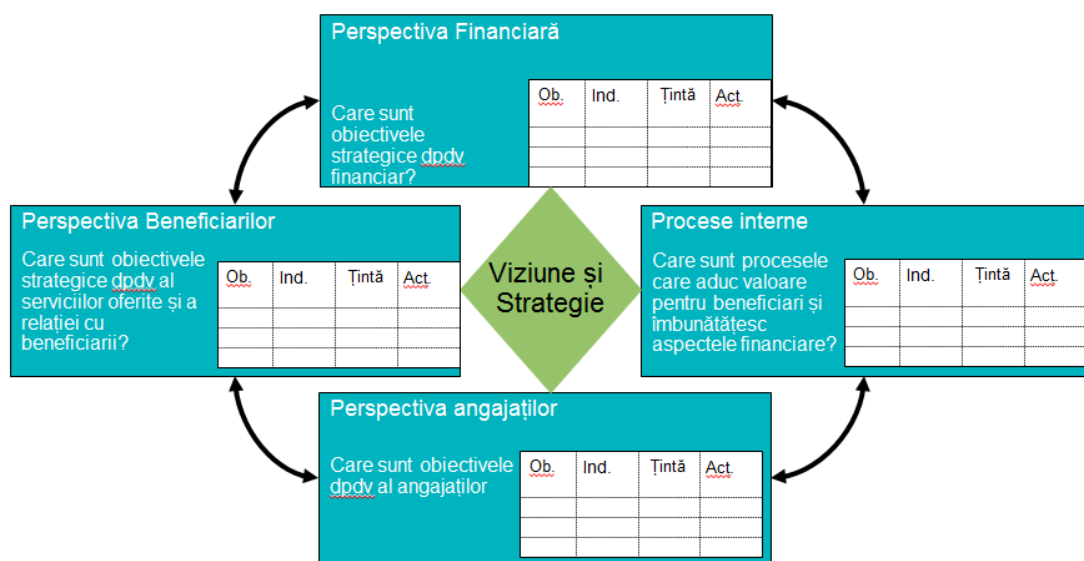 Perspectiva Financiară
Care sunt
obiectivele
strategice dpdv
financiar?
Ob. Ind. Țintă Act.
Perspectiva Beneficiarilor
Care sunt obiectivele
strategice dpdv al
serviciilor oferite și a
relației cu
beneficiarii?
Ob. Ind. Țintă Act.
Viziune și
Strategie
Procese interne
Care sunt procesele
care aduc valoare
pentru beneficiari și
îmbunătățesc
aspectele financiare?
Ob. Ind. Țintă Act.
Perspectiva angajaților
Care sunt obiectivele
dpdv al angajaților
Ob. Ind. Țintă Act.